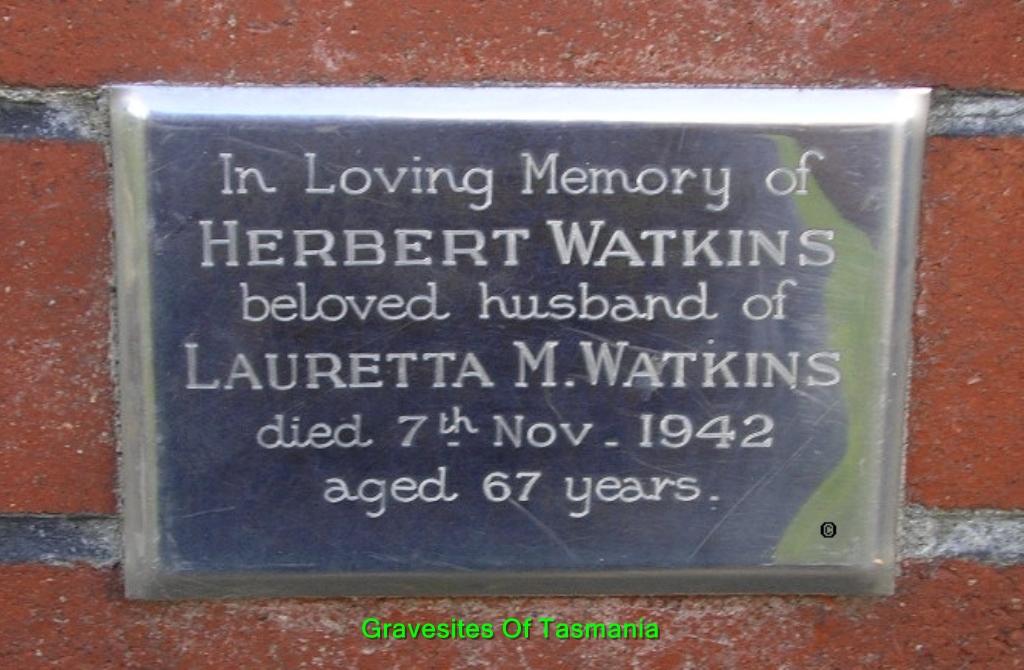 In Loving Memory of
HERBERT WATKINS
beloved husband of
LAURETTA M. WATKINS
died 7th Nov. 1942
aged 67 years.
©
Gravesites Of Tasmania